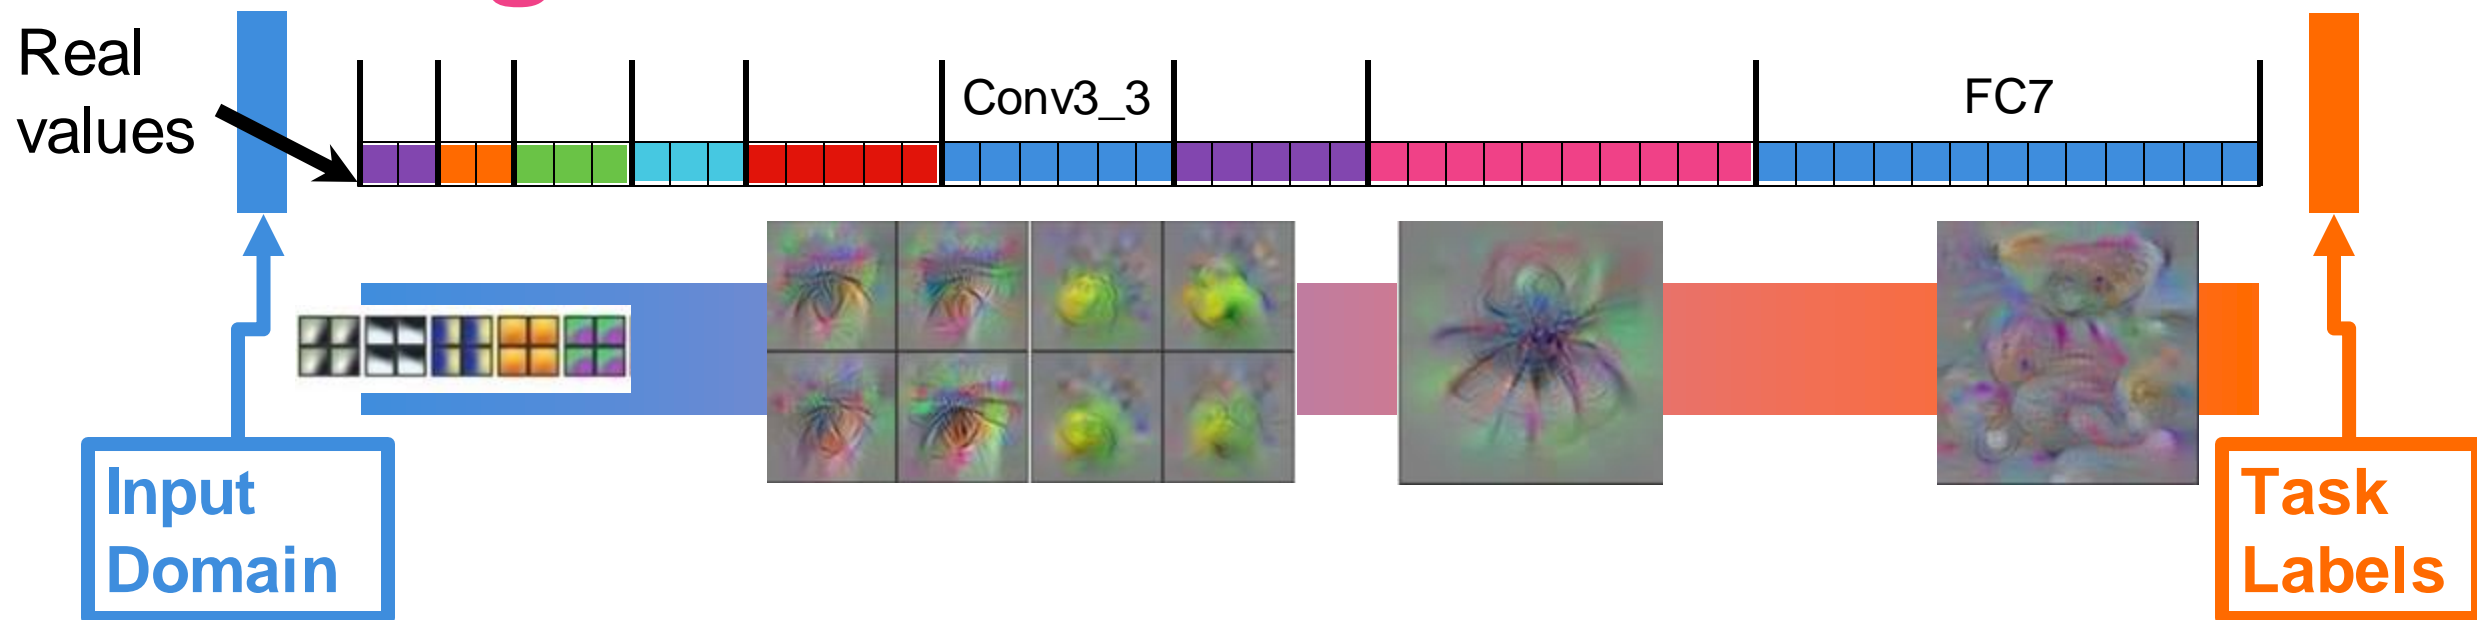 Real
values
Conv3_3
FC7
Input
Domain
Task
Labels